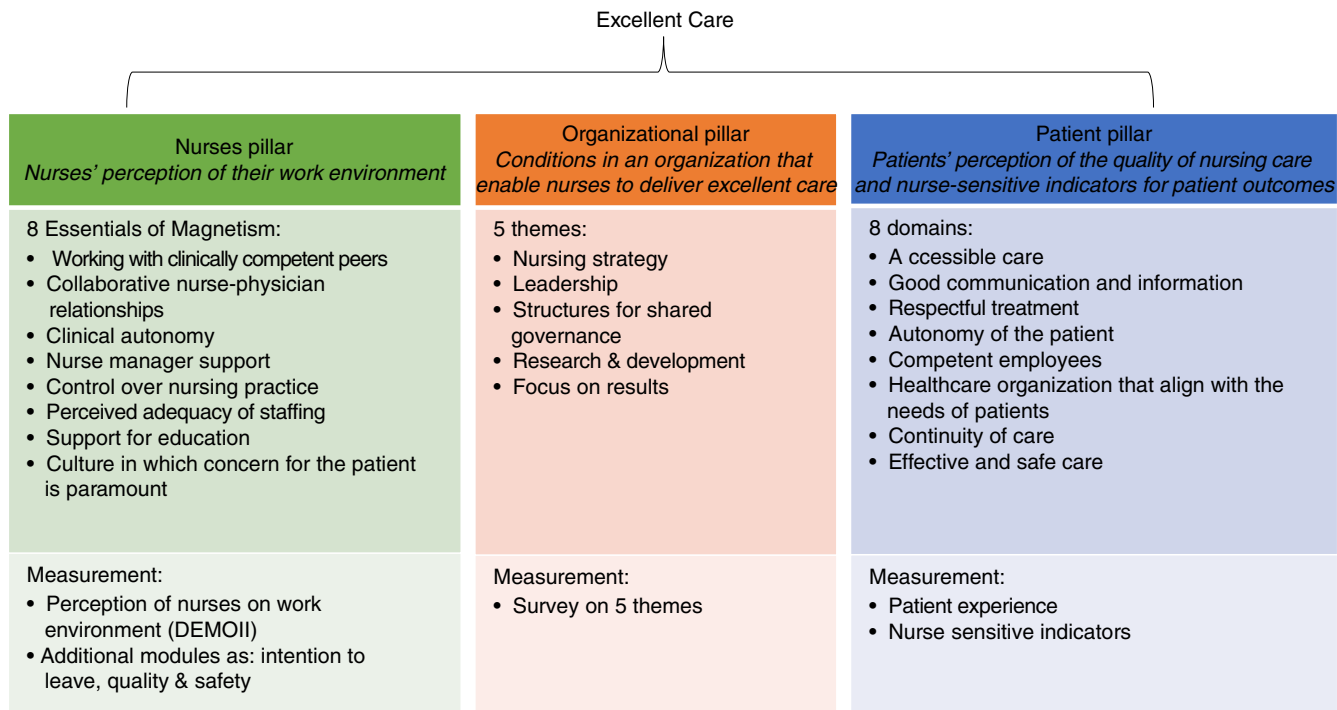 Excellent Care
Nurses pillar
Nurses’ perception of their work environment
8 Essentials of Magnetism:
• Working with clinically competent peers
• Collaborative nurse-physician
relationships
• Clinical autonomy
• Nurse manager support
• Control over nursing practice
• Perceived adequacy of staffing
• Support for education
• Culture in which concern for the patient
is paramount
Measurement:
• Perception of nurses on work
environment (DEMOII)
• Additional modules as: intention to
leave, quality & safety
Organizational pillar
Conditions in an organization that
enable nurses to deliver excellent care
5 themes:
• Nursing strategy
• Leadership
• Structures for shared
governance
• Research & development
• Focus on results
Measurement:
• Survey on 5 themes
Patient pillar
Patients’ perception of the quality of nursing care
and nurse-sensitive indicators for patient outcomes
8 domains:
• A ccessible care
• Good communication and information
• Respectful treatment
• Autonomy of the patient
• Competent employees
• Healthcare organization that align with the
needs of patients
• Continuity of care
• Effective and safe care
Measurement:
• Patient experience
• Nurse sensitive indicators